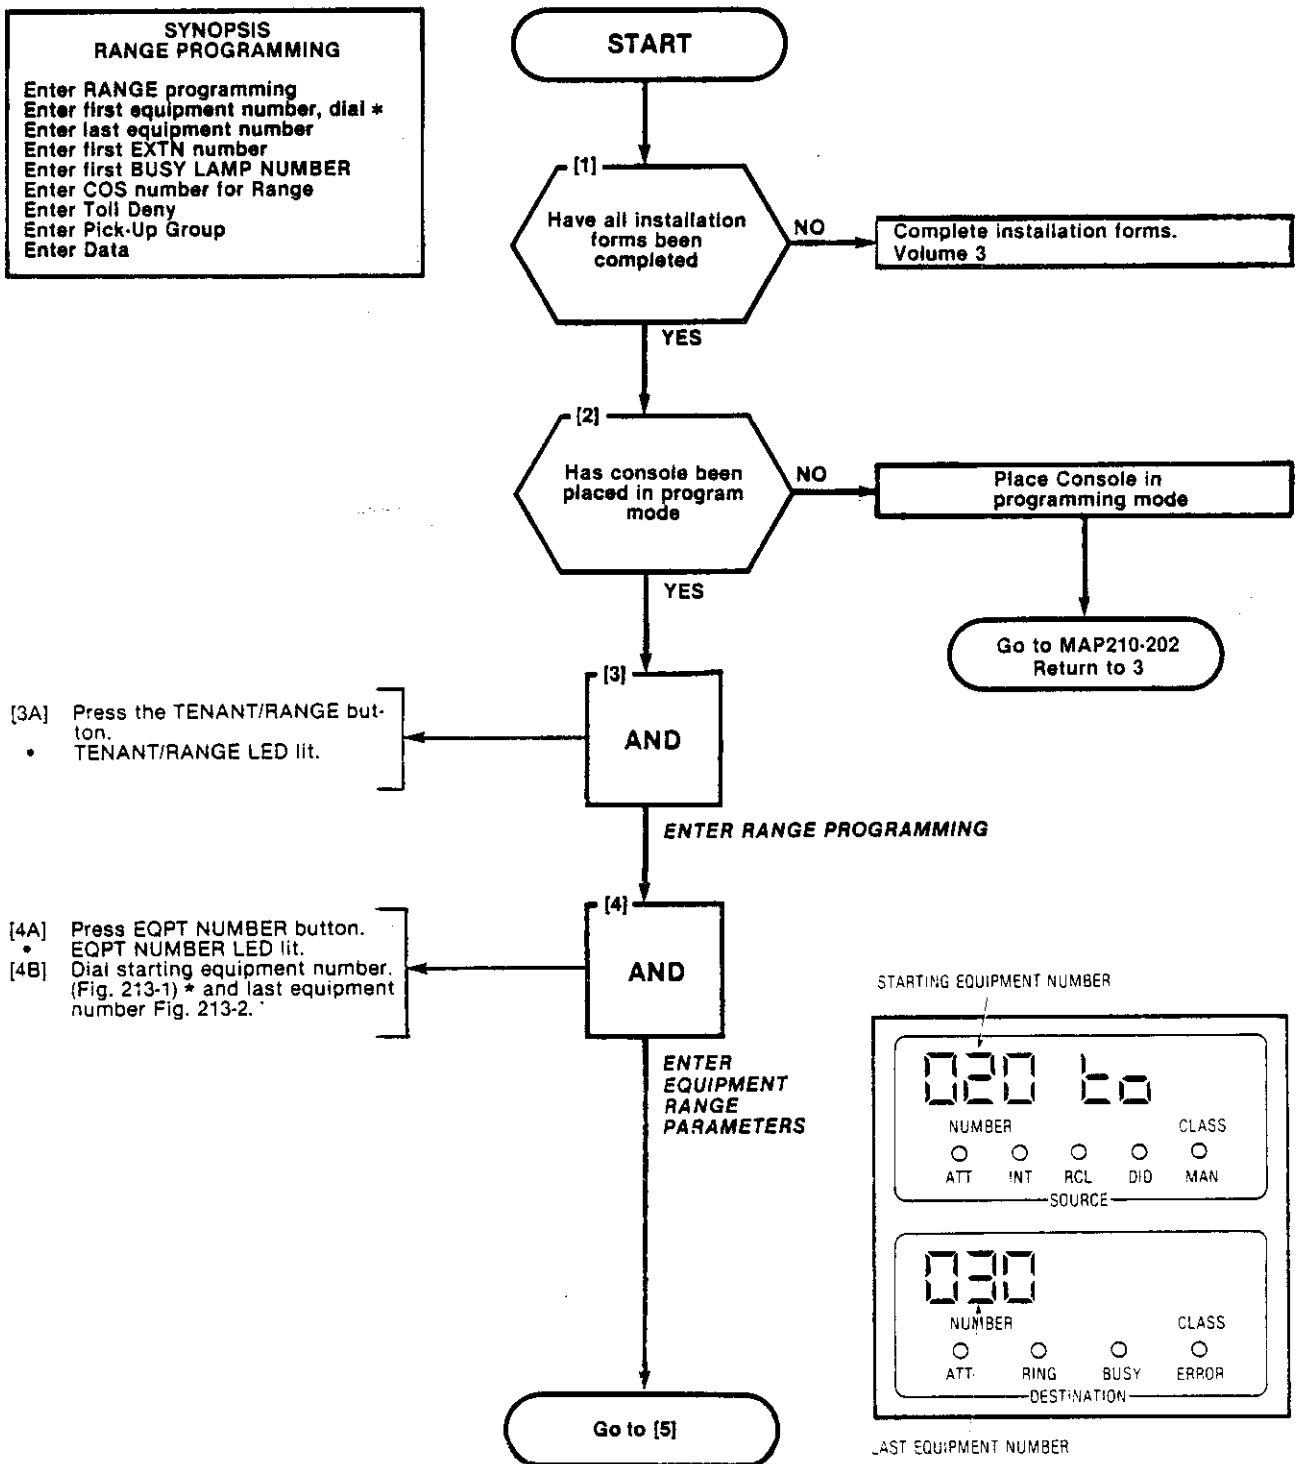 SYNOPSIS
RANGE PROGRAMMING
Enter RANGE programming
Enter first equipment number, dial *
Enter last equipment number
Enter first EXTN number
Enter first BUSY LAMP NUMBER
Enter COS number for Range
Enter Toll Deny
Enter Pick-Up Group
Enter Data
START
[1]
Have all installation
forms been
completed
NO
Complete installation forms.
Volume 3
YES
[2]
Has console been
placed in program
mode
NO
Place Console in
programming mode
YES
Go to MAP210-202
Return to 3
[3]
AND
[3A] Press the TENANT/RANGE but-
ton.
• TENANT/RANGE LED lit.
ENTER RANGE PROGRAMMING
[4]
AND
[4A] Press EQPT NUMBER button.
• EQPT NUMBER LED lit.
[4B] Dial starting equipment number.
(Fig. 213-1) * and last equipment
number Fig. 213-2.
ENTER
EQUIPMENT
RANGE
PARAMETERS
Go to [5]
STARTING EQUIPMENT NUMBER
020 to
NUMBER CLASS
ATT INT RCL DID MAN
SOURCE
030
NUMBER CLASS
ATT RING BUSY ERROR
DESTINATION
LAST EQUIPMENT NUMBER